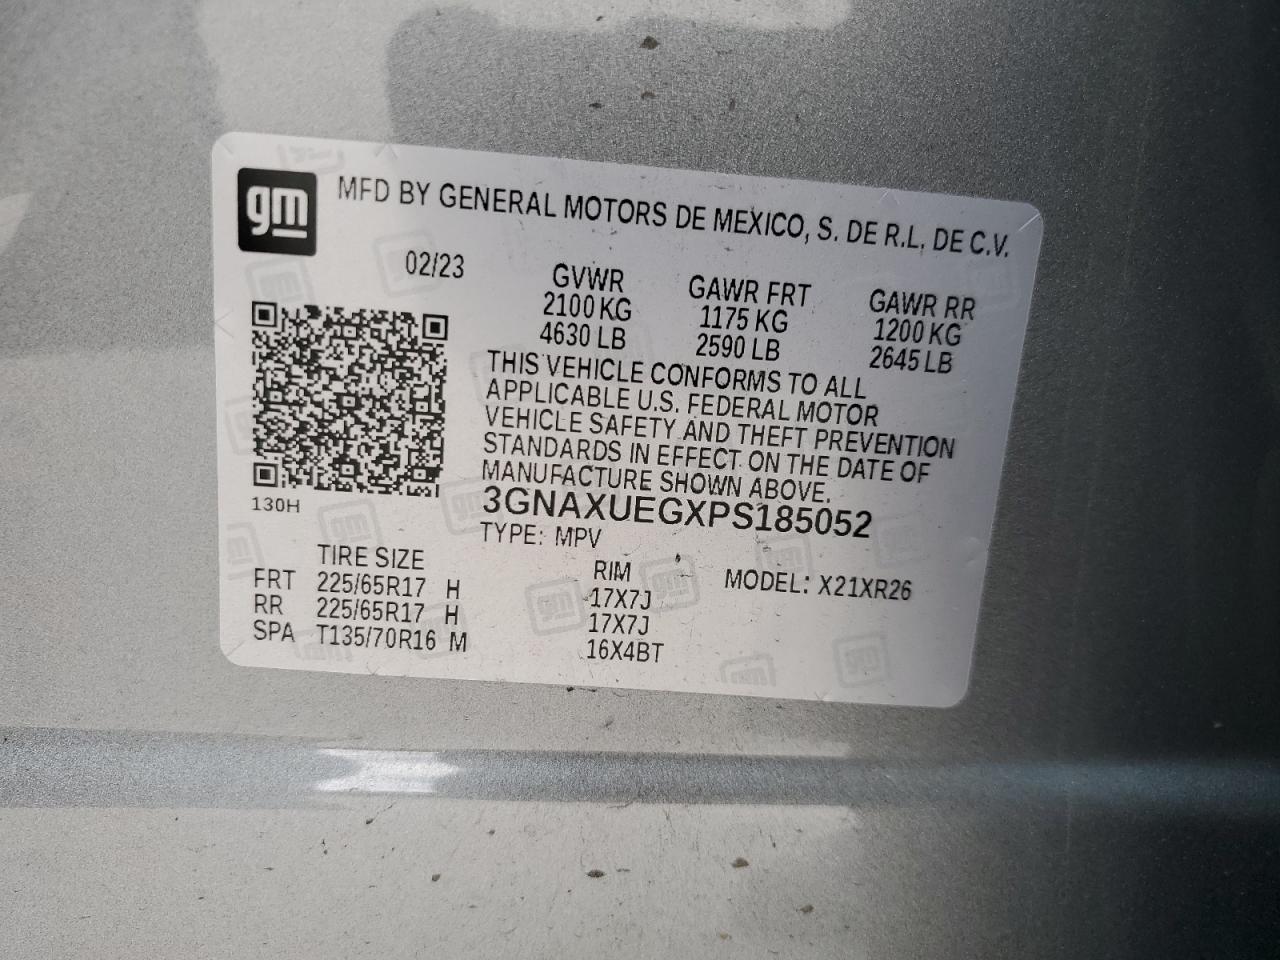 gm
MFD BY GENERAL MOTORS DE MEXICO, S. DE R.L. DE C.V.
02/23 GVWR GAWR FRT GAWR RR
2100 KG 1175 KG 1200 KG
4630 LB 2590 LB 2645 LB
THIS VEHICLE CONFORMS TO ALL
APPLICABLE U.S. FEDERAL MOTOR
VEHICLE SAFETY AND THEFT PREVENTION
STANDARDS IN EFFECT ON THE DATE OF
MANUFACTURE SHOWN ABOVE.
130H
3GNAXUEGXPS185052
TYPE: MPV
TIRE SIZE RIM MODEL: X21XR26
FRT 225/65R17 H 17X7J
RR 225/65R17 H 17X7J
SPA T135/70R16 M 16X4BT